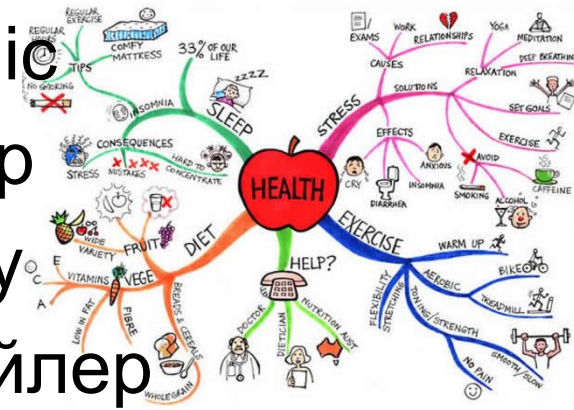 ic
р
у
йлер
HEALTH
SLEEP
33% OF OUR
LIFE
ZZZZ
INSOMNIA
TIPS
REGULAR
EXERCISE
REGULAR
HOURS
COMFY
MATTRESS
NO SMOKING
CONSEQUENCES
STRESS
MISTAKES
HARD TO
CONCENTRATE
STRESS
CAUSES
EXAMS
WORK
RELATIONSHIPS
SOLUTIONS
RELAXATION
YOGA
MEDITATION
DEEP BREATHIN
SET GOALS
EXERCISE
AVOID
SMOKING
ALCOHOL
CAFFEINE
EFFECTS
CRY
DIARRHEA
INSOMNIA
ANXIOUS
DIET
FRUIT
WIDE
VARIETY
VEGE
VITAMINS
E
C
A
LOW IN FAT
FIBRE
BREADS & CEREALS
WHOLEGRAIN
HELP?
DOCTOR
DIETICIAN
NUTRITION AUST
EXERCISE
WARM UP
AEROBIC
BIKE
TREADMILL
TONING/STRENGTH
SMOOTH/SLOW
NO PAIN
FLEXIBILITY
STRETCHING